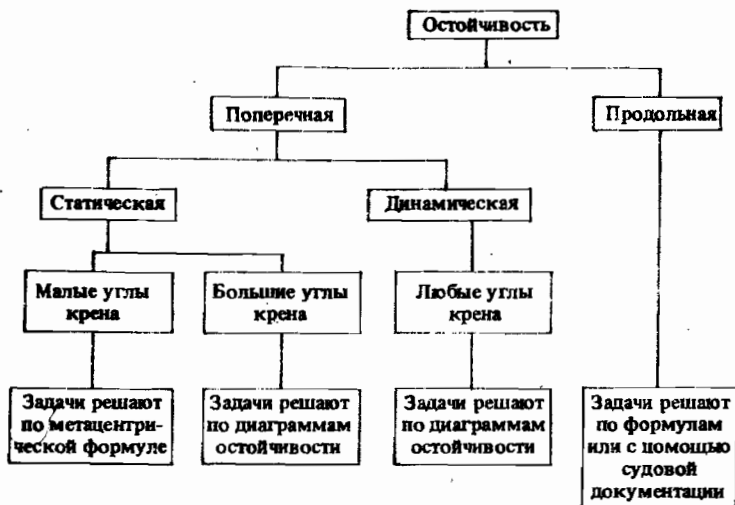 Остойчивость
Поперечная
Продольная
Статическая
Динамическая
Малые углы
крена
Большие углы
крена
Любые углы
крена
Задачи решают
по метацентри-
ческой формуле
Задачи решают
по диаграммам
остойчивости
Задачи решают
по диаграммам
остойчивости
Задачи решают
по формулам
или с помощью
судовой
документации